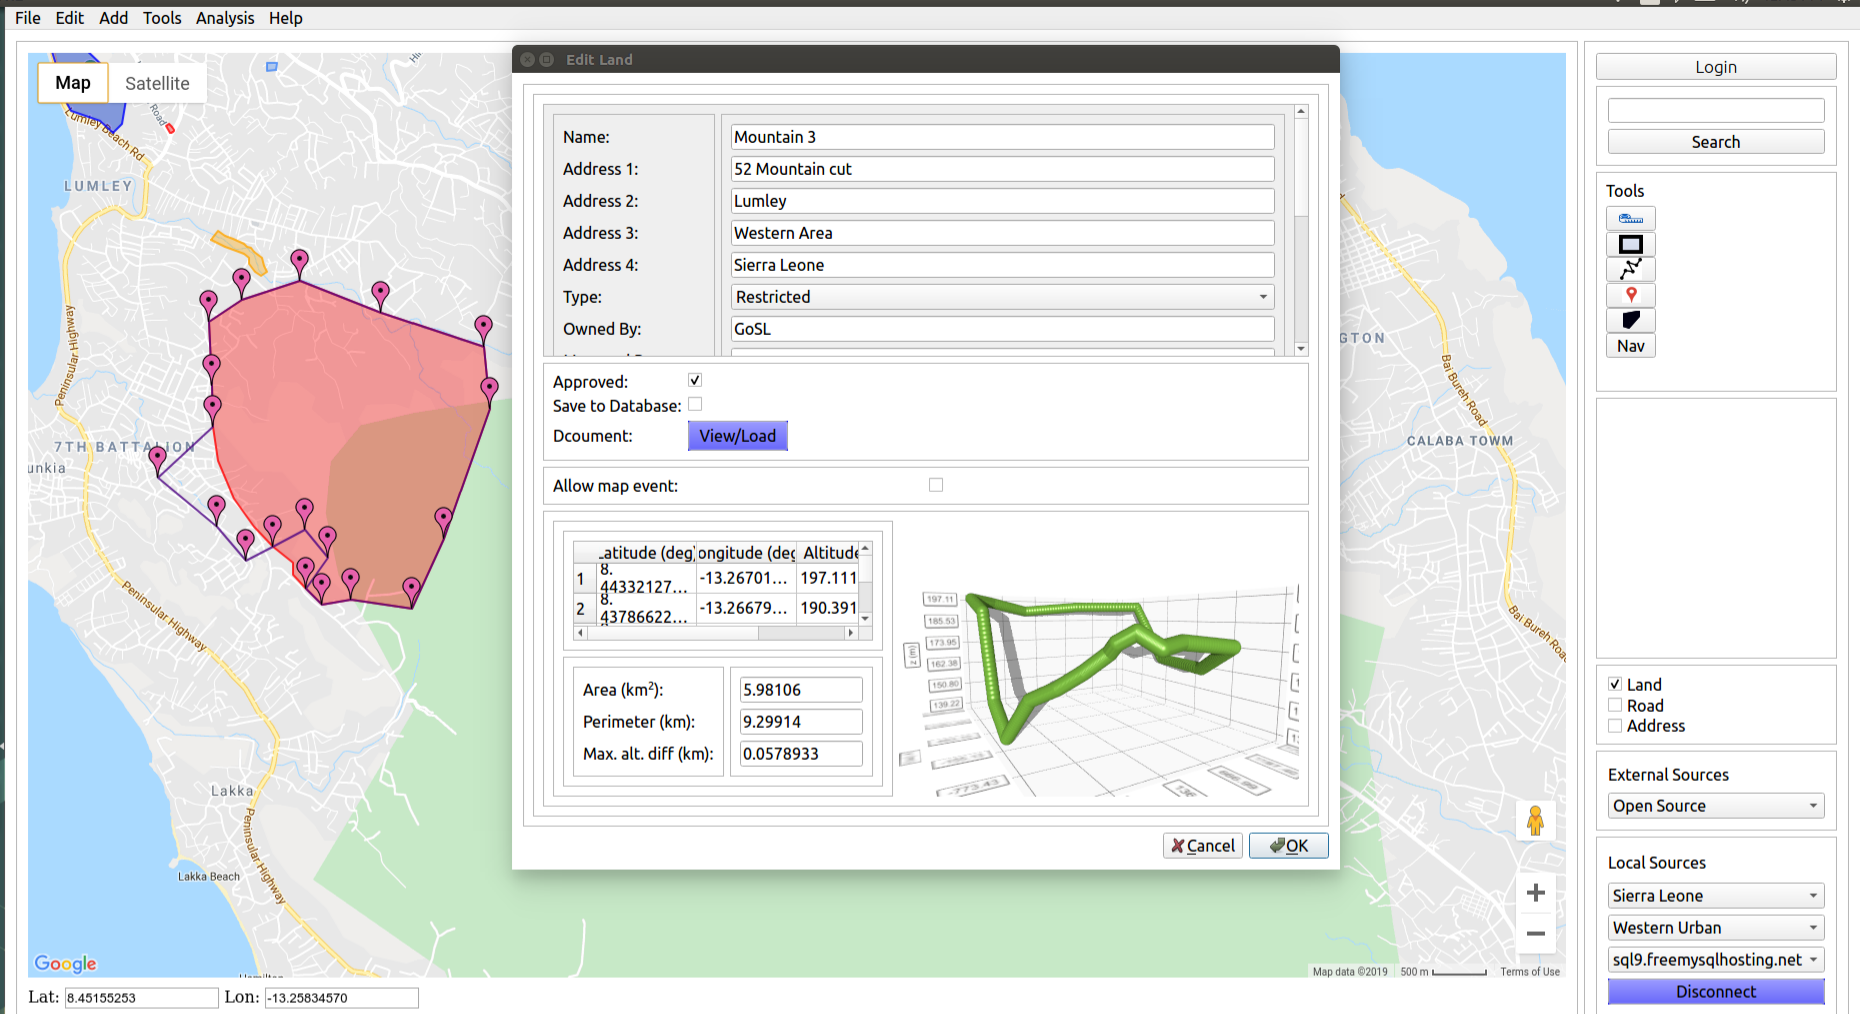 File Edit Add Tools Analysis Help
Map Satellite
Lumley Beach Rd
Road
LUMLEY
Peninsular Highway
7TH BATTALION
unkia
Peninsular Highway
Lakka
Peninsular Highway
Lakka Beach
Google
Lat: 8.45155253 Lon: -13.25834570
Edit Land
Name: Mountain 3
Address 1: 52 Mountain cut
Address 2: Lumley
Address 3: Western Area
Address 4: Sierra Leone
Type: Restricted
Owned By: GoSL
Approved:
Save to Database:
Dcument:
View/Load
Allow map event:
atitude (deg) ongitude (deg Altitude
1 8.44332127... -13.26701... 197.111
2 8.43786622... -13.26679... 190.391
Area (km²): 5.98106
Perimeter (km): 9.29914
Max. alt. diff (km): 0.0578933
z (m)
197.11
185.53
173.95
162.38
150.80
139.22
-773.43
Cancel OK
GTON
Bai Bureh Road
CALABA TOWM
Bai Bureh Road
Map data ©2019 500 m Terms of Use
Login
Search
Tools
Nav
Land
Road
Address
External Sources
Open Source
Local Sources
Sierra Leone
Western Urban
sql9.freemysqlhosting.net
Disconnect